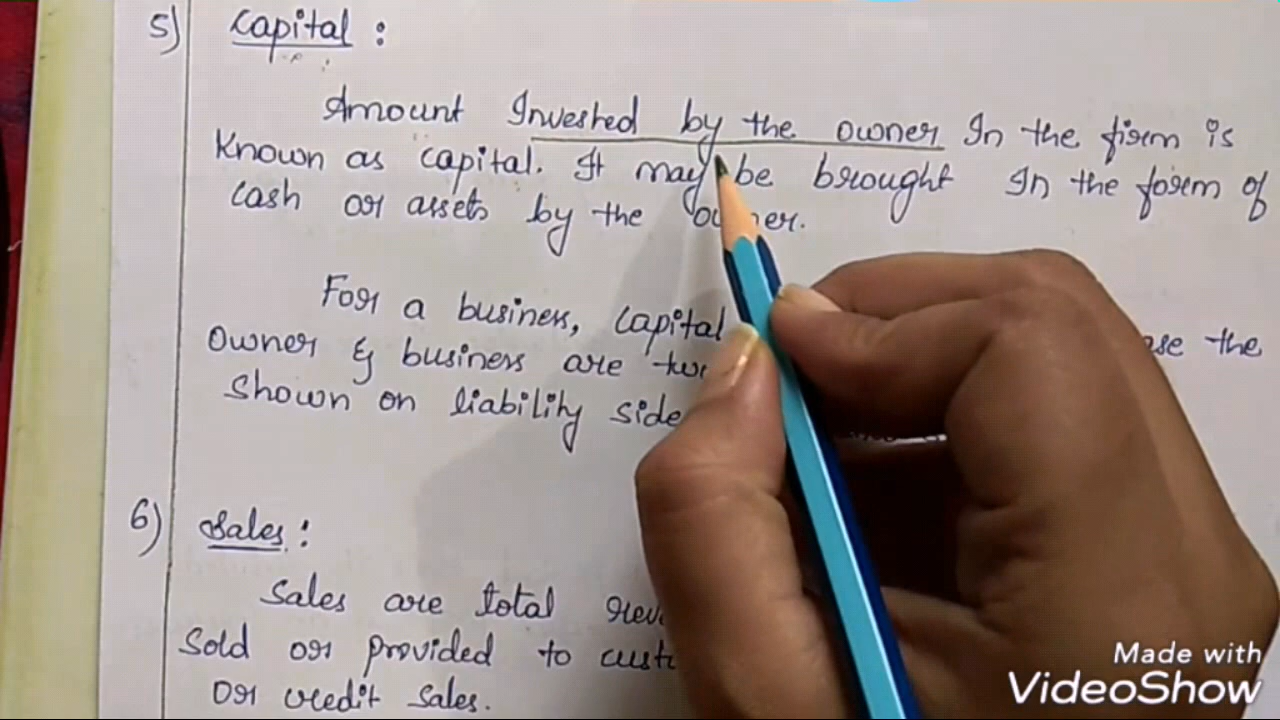 5) Capital :
Amount Invested by the owner In the firm is
Known as capital. It may be brought In the form of
cash or assets by the owner.
For a business, Capital the
Owner & business are
shown on liability side
6) Sales :
Sales are total
Sold or provided to
or credit sales.
Made with
VideoShow